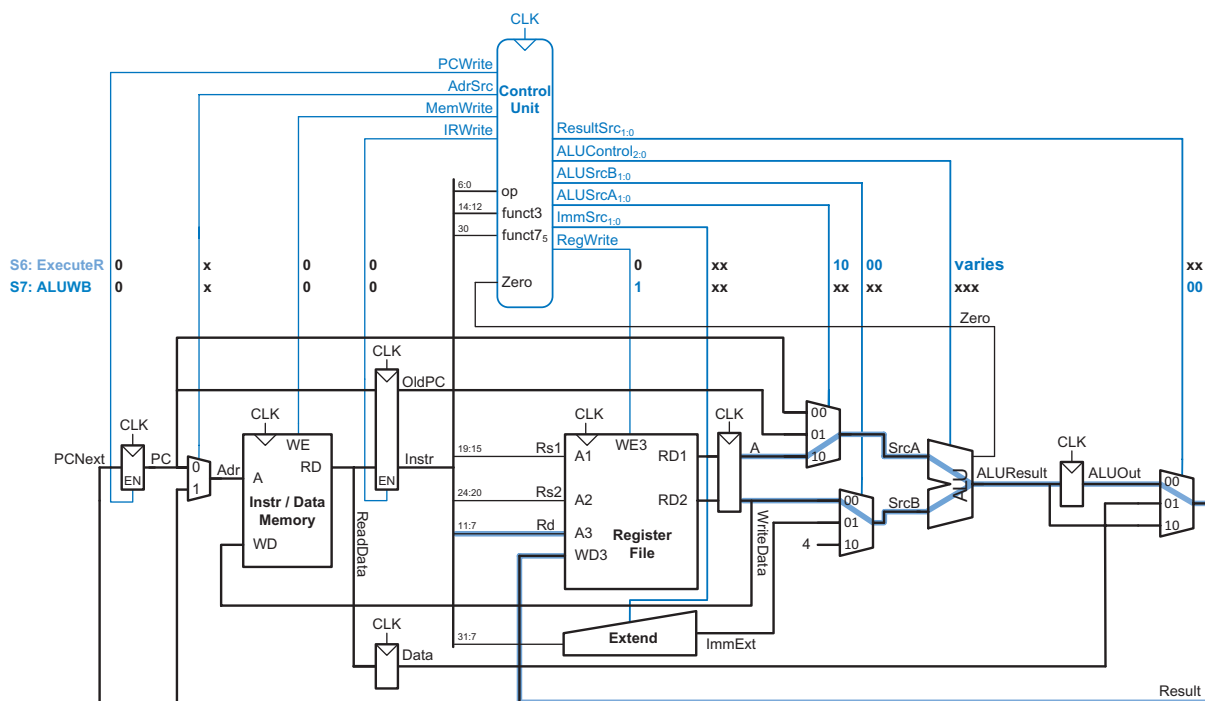 CLK
PCWrite
AdrSrc
MemWrite
IRWrite
Control
Unit
ResultSrc1:0
ALUControl2:0
ALUSrcB1:0
ALUSrcA1:0
ImmSrc1:0
RegWrite
6:0 op
14:12 funct3
30 funct75
Zero
S6: ExecuteR 0 x 0 0 0 xx 10 00 varies xx
S7: ALUWB 0 x 0 0 1 xx xx xx xxx 00
Zero
CLK
OldPC
CLK
CLK
CLK
CLK
CLK
PCNext
EN
PC
0
1
Adr
WE
A
RD
Instr / Data
Memory
WD
ReadData
EN
Instr
19:15 Rs1
24:20 Rs2
11:7 Rd
A1
A2
A3
WD3
WE3
RD1
RD2
Register
File
A
WriteData
00
01
10
SrcA
00
01
10
4
SrcB
ALU
ALUResult
ALUOut
00
01
10
31:7
Extend
ImmExt
CLK
Data
Result